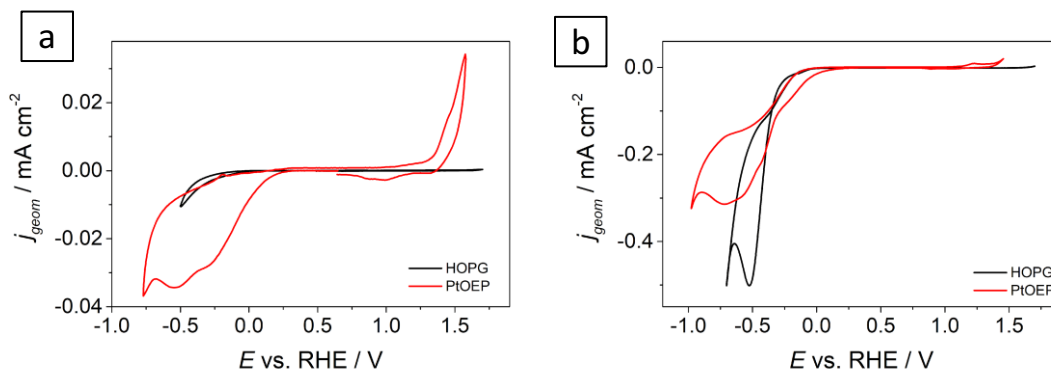 a
0.02
0.00
-0.02
-0.04
j geom / mA cm⁻²
-1.0 -0.5 0.0 0.5 1.0 1.5
E vs. RHE / V
HOPG
PtOEP
b
0.0
-0.2
-0.4
j geom / mA cm⁻²
-1.0 -0.5 0.0 0.5 1.0 1.5
E vs. RHE / V
HOPG
PtOEP